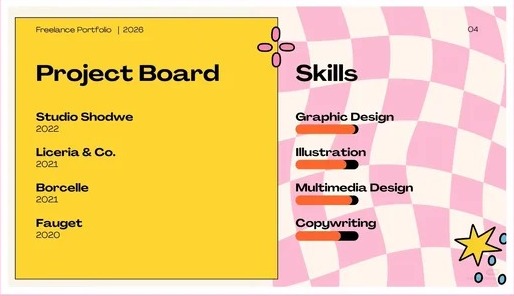 Freelance Portfolio | 2026
04
Project Board
Studio Shodwe
2022
Liceria & Co.
2021
Borcelle
2021
Fauget
2020
Skills
Graphic Design
Illustration
Multimedia Design
Copywriting